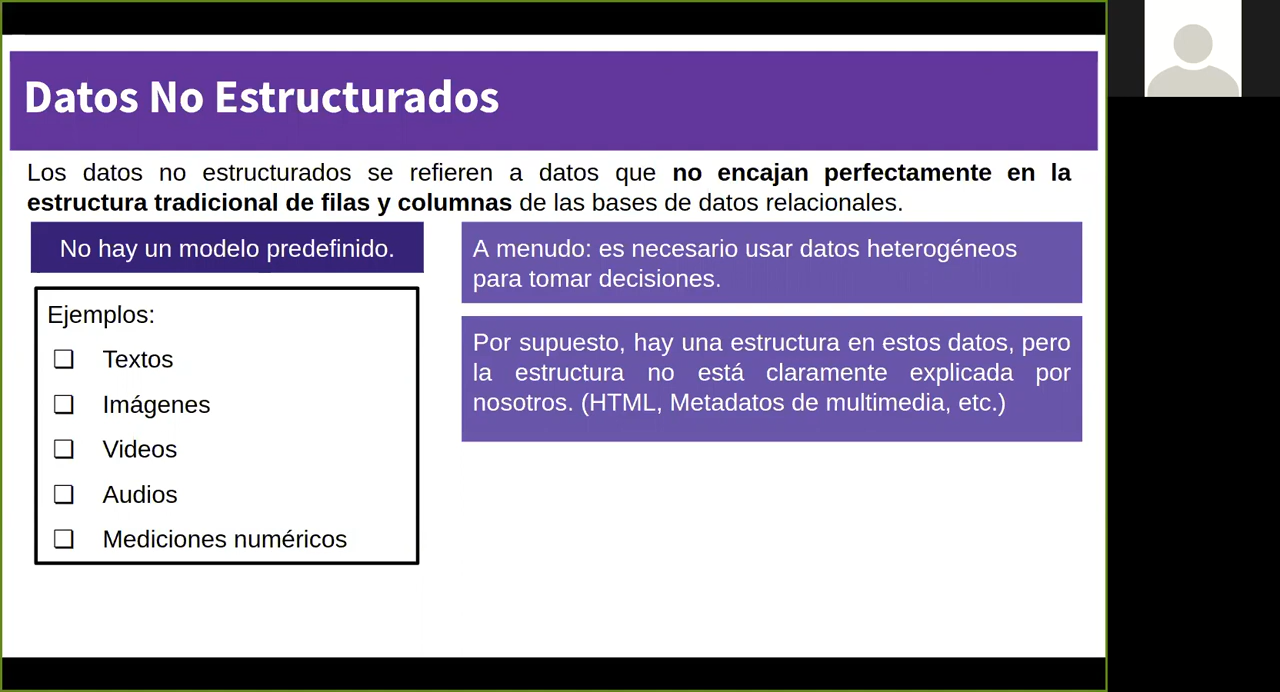 Datos No Estructurados
Los datos no estructurados se refieren a datos que no encajan perfectamente en la
estructura tradicional de filas y columnas de las bases de datos relacionales.
No hay un modelo predefinido.
Ejemplos:
❏ Textos
❏ Imágenes
❏ Videos
❏ Audios
❏ Mediciones numéricos
A menudo: es necesario usar datos heterogéneos
para tomar decisiones.
Por supuesto, hay una estructura en estos datos, pero
la estructura no está claramente explicada por
nosotros. (HTML, Metadatos de multimedia, etc.)